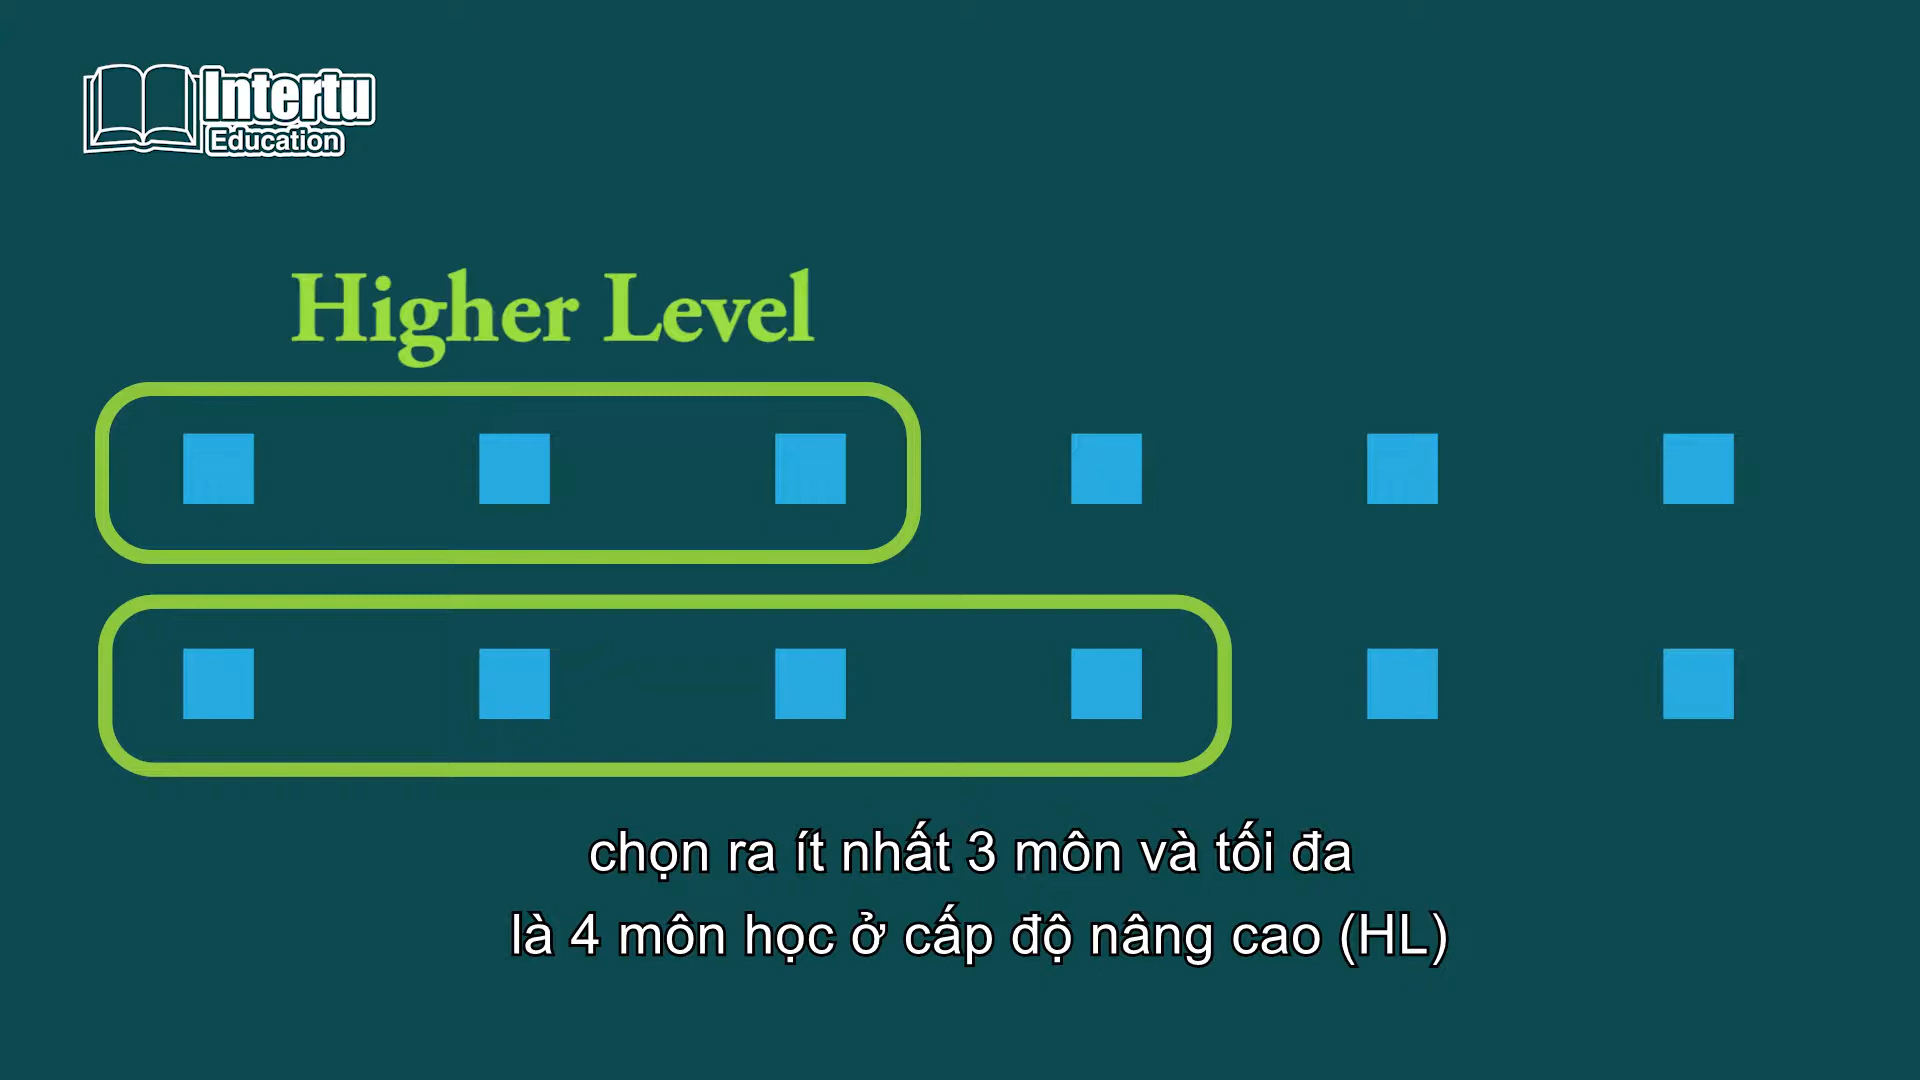 Intertu
Education
Higher Level
chọn ra ít nhất 3 môn và tối đa
là 4 môn học ở cấp độ nâng cao (HL)